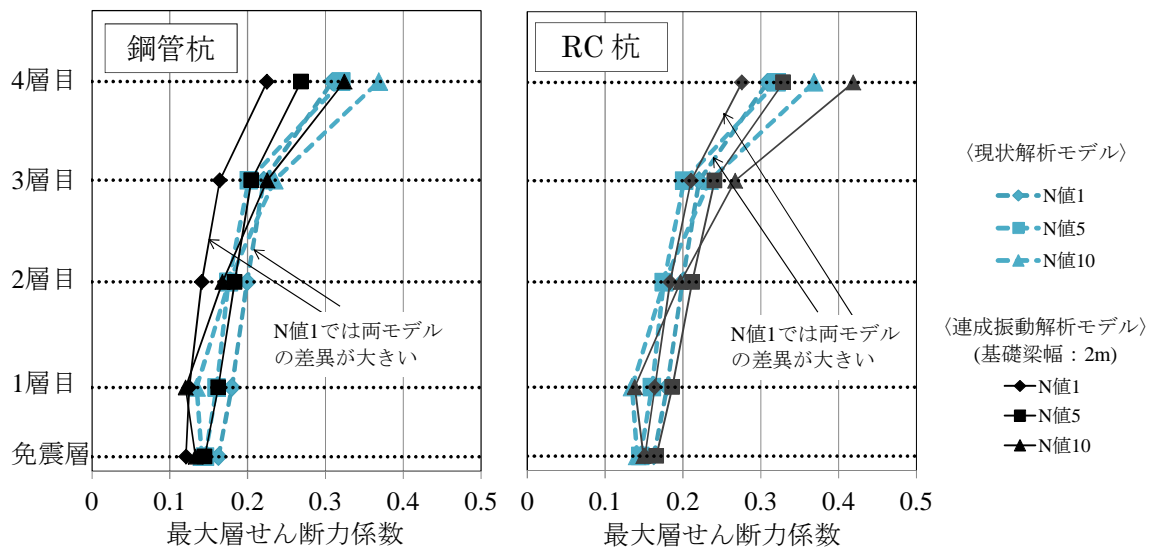 鋼管杭
4層目
3層目
2層目
1層目
免震層
N値1では両モデル
の差異が大きい
0
0.1
0.2
0.3
0.4
0.5
最大層せん断力係数
RC 杭
N値1では両モデル
の差異が大きい
0
0.1
0.2
0.3
0.4
0.5
最大層せん断力係数
〈現状解析モデル〉
N値1
N値5
N値10
〈連成振動解析モデル〉
(基礎梁幅：2m)
N値1
N値5
N値10